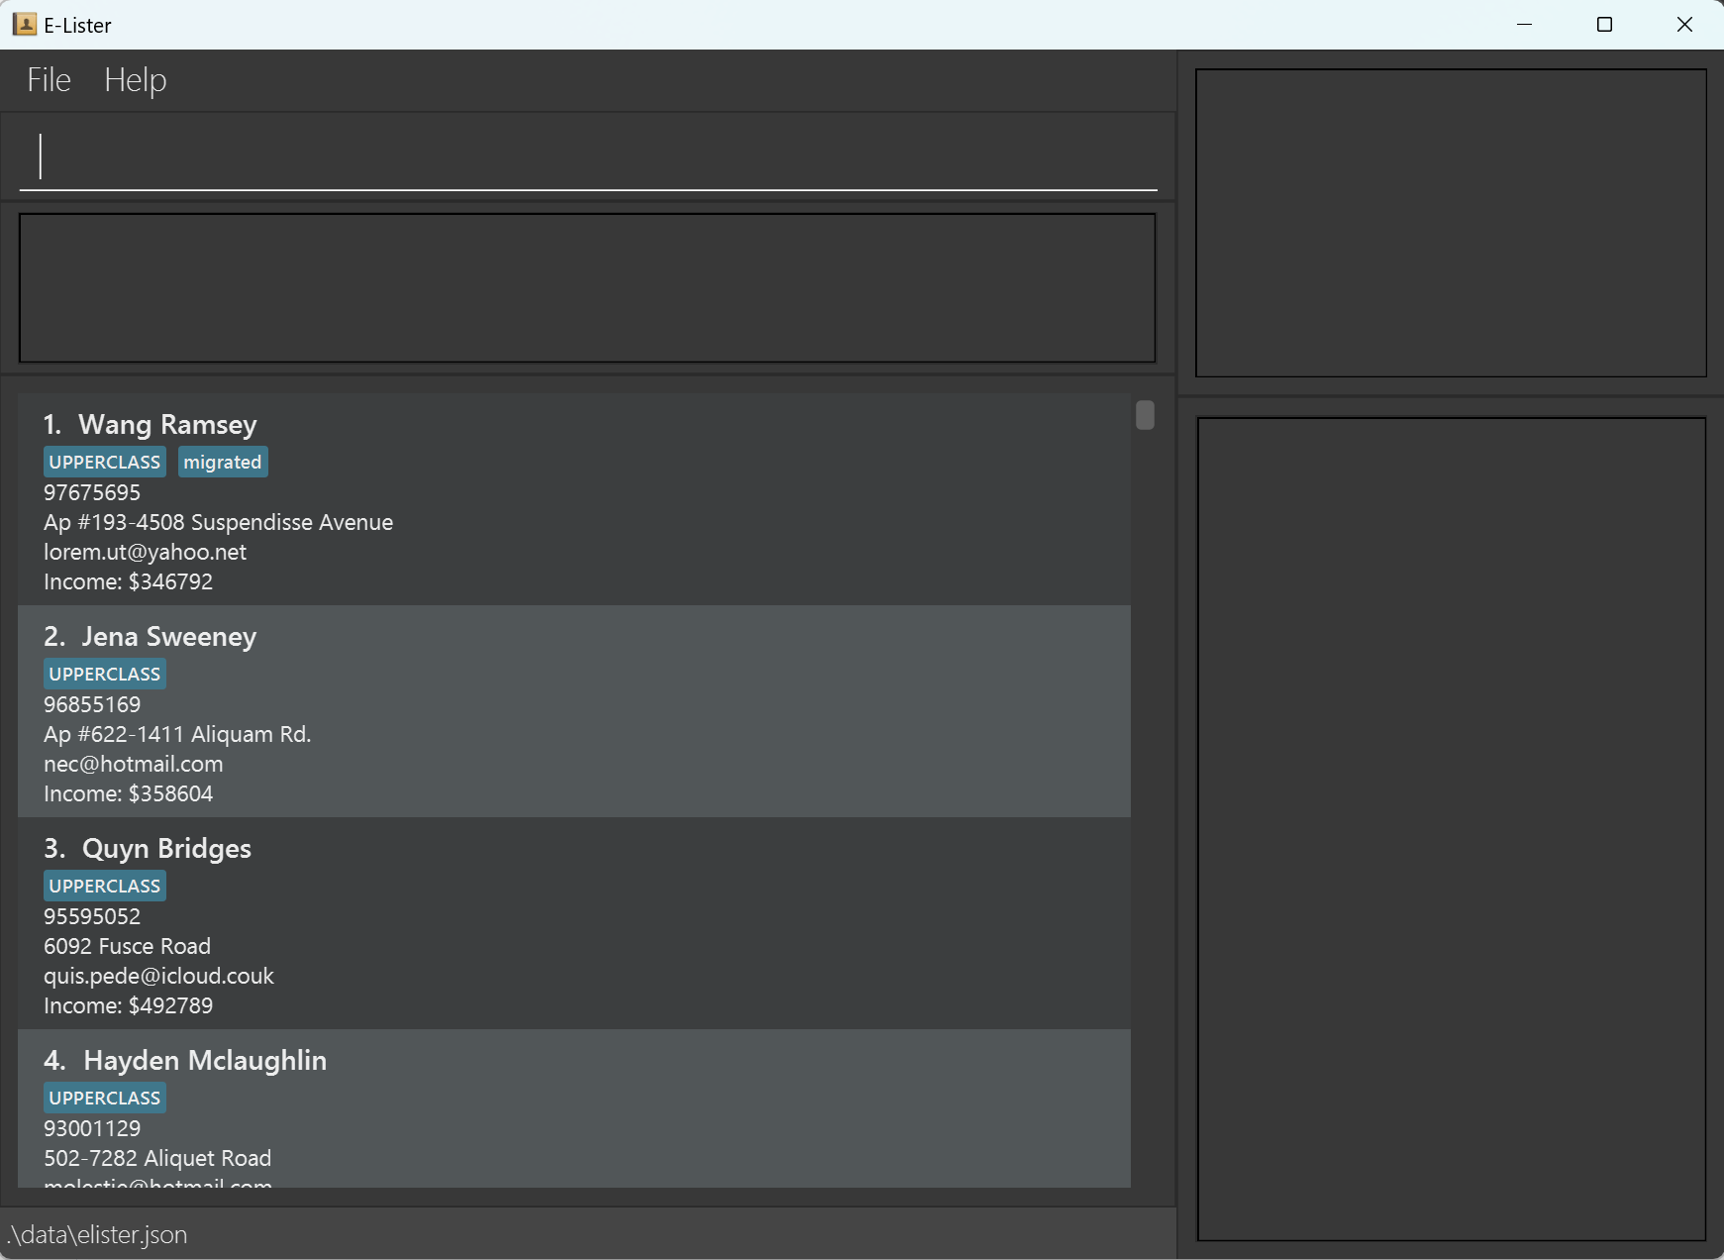 E-Lister
File Help
1. Wang Ramsey
UPPERCLASS migrated
97675695
Ap #193-4508 Suspendisse Avenue
lorem.ut@yahoo.net
Income: $346792
2. Jena Sweeney
UPPERCLASS
96855169
Ap #622-1411 Aliquam Rd.
nec@hotmail.com
Income: $358604
3. Quyn Bridges
UPPERCLASS
95595052
6092 Fusce Road
quis.pede@icloud.couk
Income: $492789
4. Hayden Mclaughlin
UPPERCLASS
93001129
502-7282 Aliquet Road
molestie@hotmail.com
.\data\elister.json